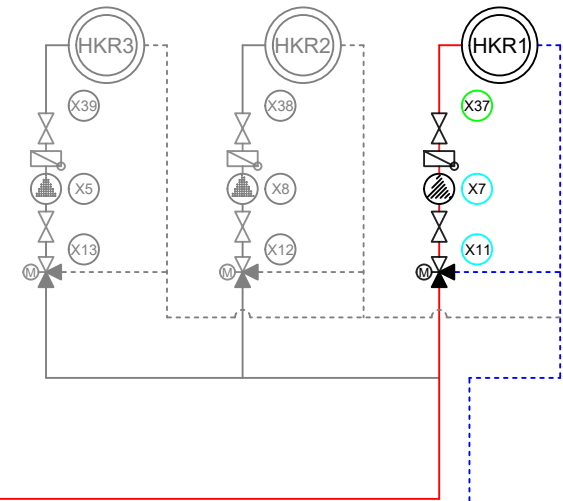 HKR3 HKR2 HKR1
X39 X38 X37
X5 X8 X7
X13 X12 X11
M M M